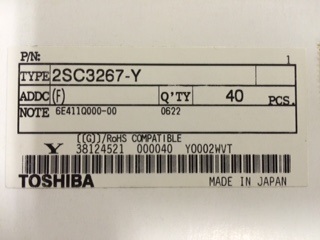 P/N: 1
TYPE 2SC3267-Y
ADDC (F) Q'TY 40 PCS.
NOTE 6E411Q000-00 0622
[[G]]/RoHS COMPATIBLE
Y 38124521 000040 Y0002WVT
TOSHIBA MADE IN JAPAN